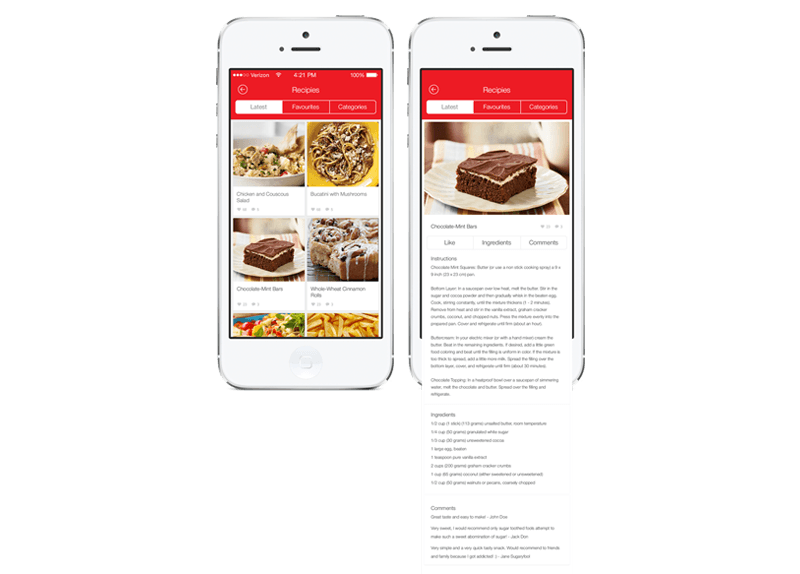 Verizon 4:21 PM 100%
Recipies
Latest Favourites Categories
Chicken and Couscous
Salad
Bucatini with Mushrooms
Chocolate-Mint Bars
Whole-Wheat Cinnamon
Rolls
Recipies
Latest Favourites Categories
Chocolate-Mint Bars
Like Ingredients Comments
Instructions
Chocolate Mint Squares: Butter (or use a non stick cooking spray) a 9 x
9 inch (23 x 23 cm) pan.
Bottom Layer: In a saucepan over low heat, melt the butter. Stir in the
sugar and cocoa powder and then gradually whisk in the beaten egg.
Cook, stirring constantly, until the mixture thickens (1 - 2 minutes).
Remove from heat and stir in the vanilla extract, graham cracker
crumbs, coconut, and chopped nuts. Press the mixture evenly into the
prepared pan. Cover and refrigerate until firm (about an hour).
Buttercream: In your electric mixer (or with a hand mixer) cream the
butter. Beat in the remaining ingredients. If desired, add a little green
food coloring and beat until the filling is uniform in color. If the mixture is
too thick to spread, add a little more milk. Spread the filling over the
bottom layer, cover, and refrigerate until firm (about 30 minutes).
Chocolate Topping: In a heatproof bowl over a saucepan of simmering
water, melt the chocolate and butter. Spread over the filling and
refrigerate.
Ingredients
1/2 cup (1 stick) (113 grams) unsalted butter, room temperature
1/4 cup (50 grams) granulated white sugar
1/3 cup (30 grams) unsweetened cocoa
1 large egg, beaten
1 teaspoon pure vanilla extract
2 cups (200 grams) graham cracker crumbs
1 cup (65 grams) coconut (either sweetened or unsweetened)
1/2 cup (50 grams) walnuts or pecans, coarsely chopped
Comments
Great taste and easy to make! - John Doe
Very sweet, I would recommend only sugar toothed fools attempt to
make such a sweet abomination of sugar! - Jack Don
Very simple and a very quick tasty snack. Would recommend to friends
and family because I got addicted! :) - Jane